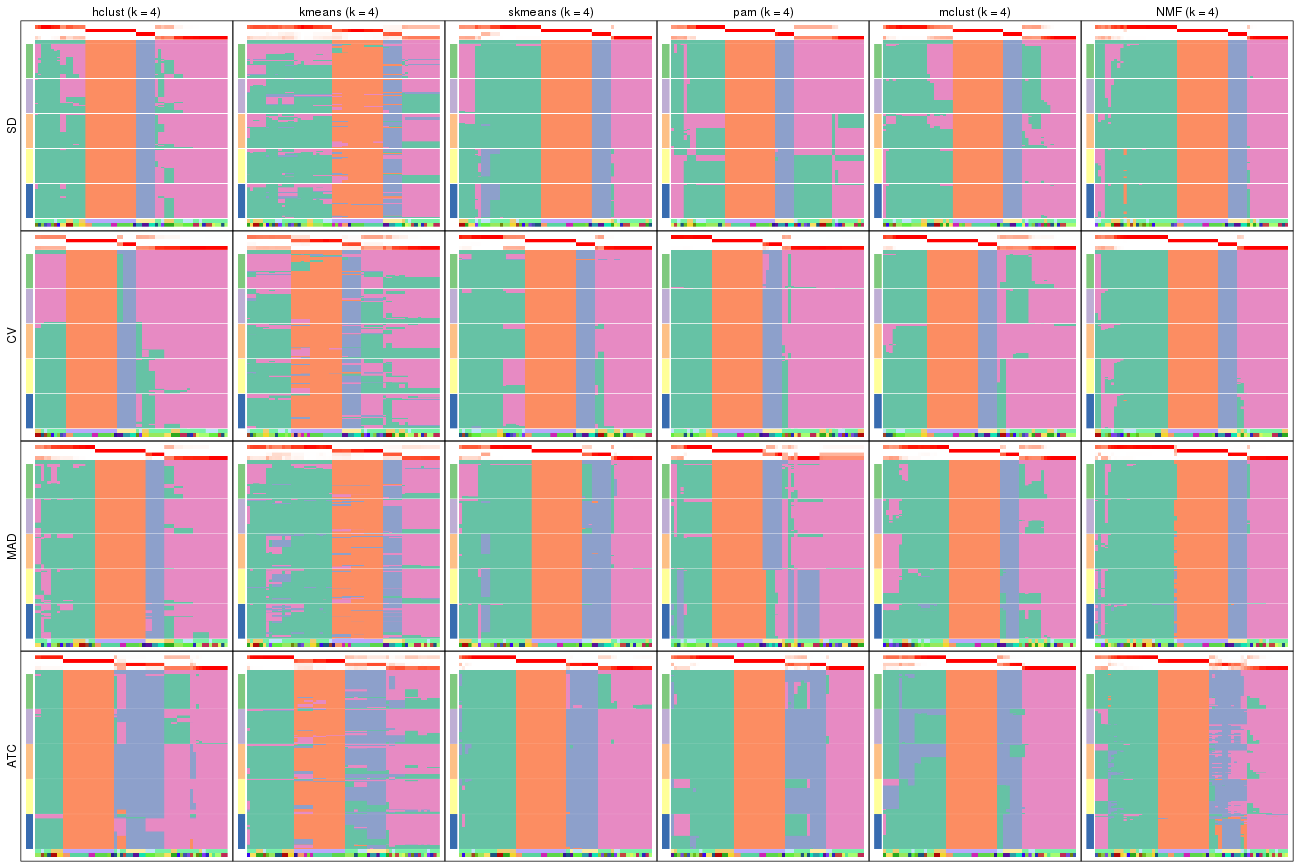 hclust (k = 4) kmeans (k = 4) skmeans (k = 4) pam (k = 4) mclust (k = 4) NMF (k = 4)
SD
CV
MAD
ATC